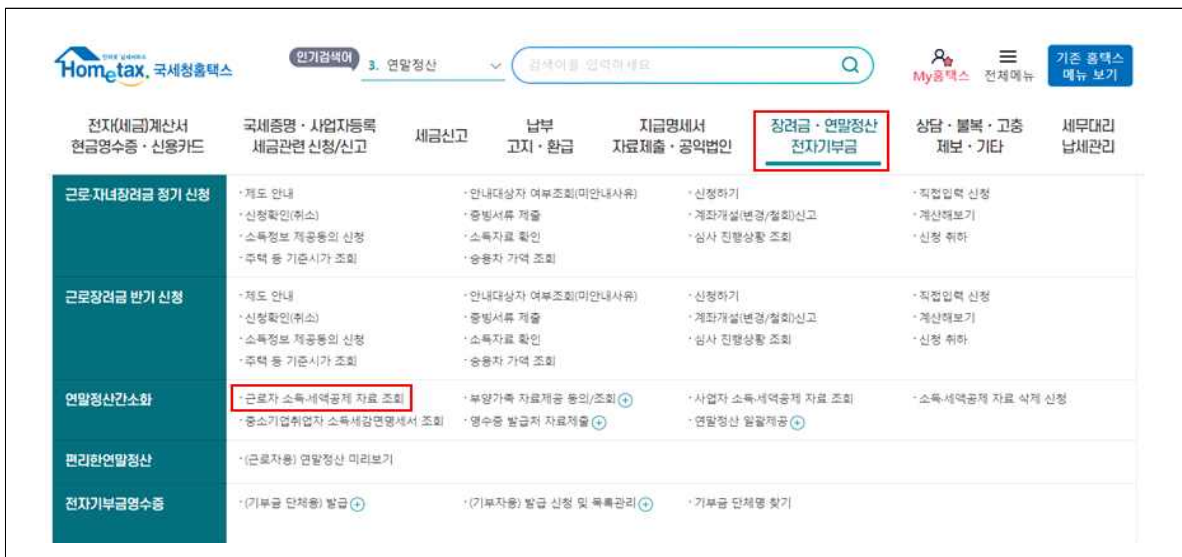 Hometax. 국세청홈택스
인기검색어 3. 연말정산
검색어를 입력하세요
My홈택스 전체메뉴
기존 홈택스
메뉴 보기
전자(세금)계산서
현금영수증·신용카드
국세증명·사업자등록
세금관련 신청/신고
세금신고
납부
고지·환급
지급명세서
자료제출·공익법인
장려금·연말정산
전자기부금
상담·불복·고충
제보·기타
세무대리
납세관리
근로·자녀장려금 정기 신청
·제도 안내 ·안내대상자 여부조회(미안내사유) ·신청하기 ·직접입력 신청
·신청확인(취소) ·증빙서류 제출 ·계좌개설(변경/철회)신고 ·계산해보기
·소득정보 제공동의 신청 ·소득자료 확인 ·심사 진행상황 조회 ·신청 취하
·주택 등 기준시가 조회 ·승용차 가액 조회
근로장려금 반기 신청
·제도 안내 ·안내대상자 여부조회(미안내사유) ·신청하기 ·직접입력 신청
·신청확인(취소) ·증빙서류 제출 ·계좌개설(변경/철회)신고 ·계산해보기
·소득정보 제공동의 신청 ·소득자료 확인 ·심사 진행상황 조회 ·신청 취하
·주택 등 기준시가 조회 ·승용차 가액 조회
연말정산간소화
·근로자 소득·세액공제 자료 조회 ·부양가족 자료제공 동의/조회 ·사업자 소득·세액공제 자료 조회 ·소득·세액공제 자료 삭제 신청
·중소기업취업자 소득세감면명세서 조회 ·영수증 발급처 자료제출 ·연말정산 일괄제공
편리한연말정산
·(근로자용) 연말정산 미리보기
전자기부금영수증
·(기부금 단체용) 발급 ·(기부자용) 발급 신청 및 목록관리 ·기부금 단체명 찾기